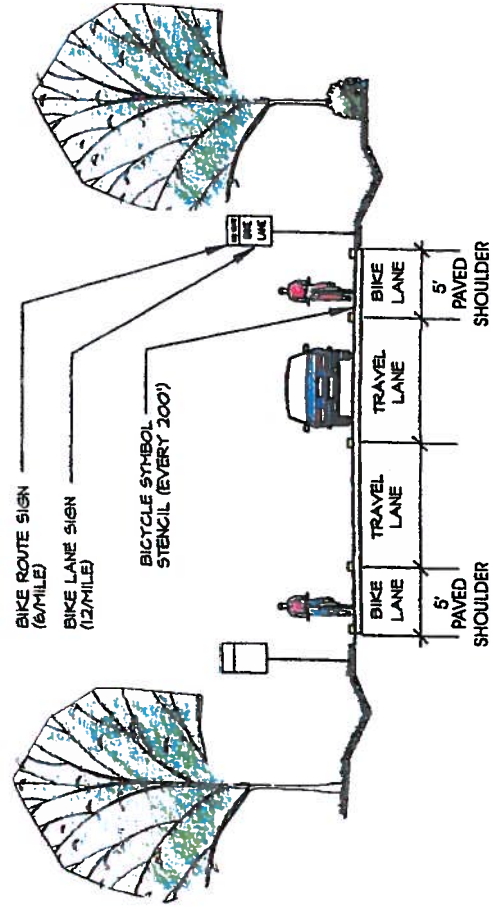 BIKE ROUTE SIGN
(6/MILE)
BIKE LANE SIGN
(12/MILE)
BICYCLE SYMBOL
STENCIL (EVERY 200')
BIKE
LANE
BIKE
LANE
TRAVEL
LANE
TRAVEL
LANE
BIKE
LANE
5'
PAVED
SHOULDER
5'
PAVED
SHOULDER